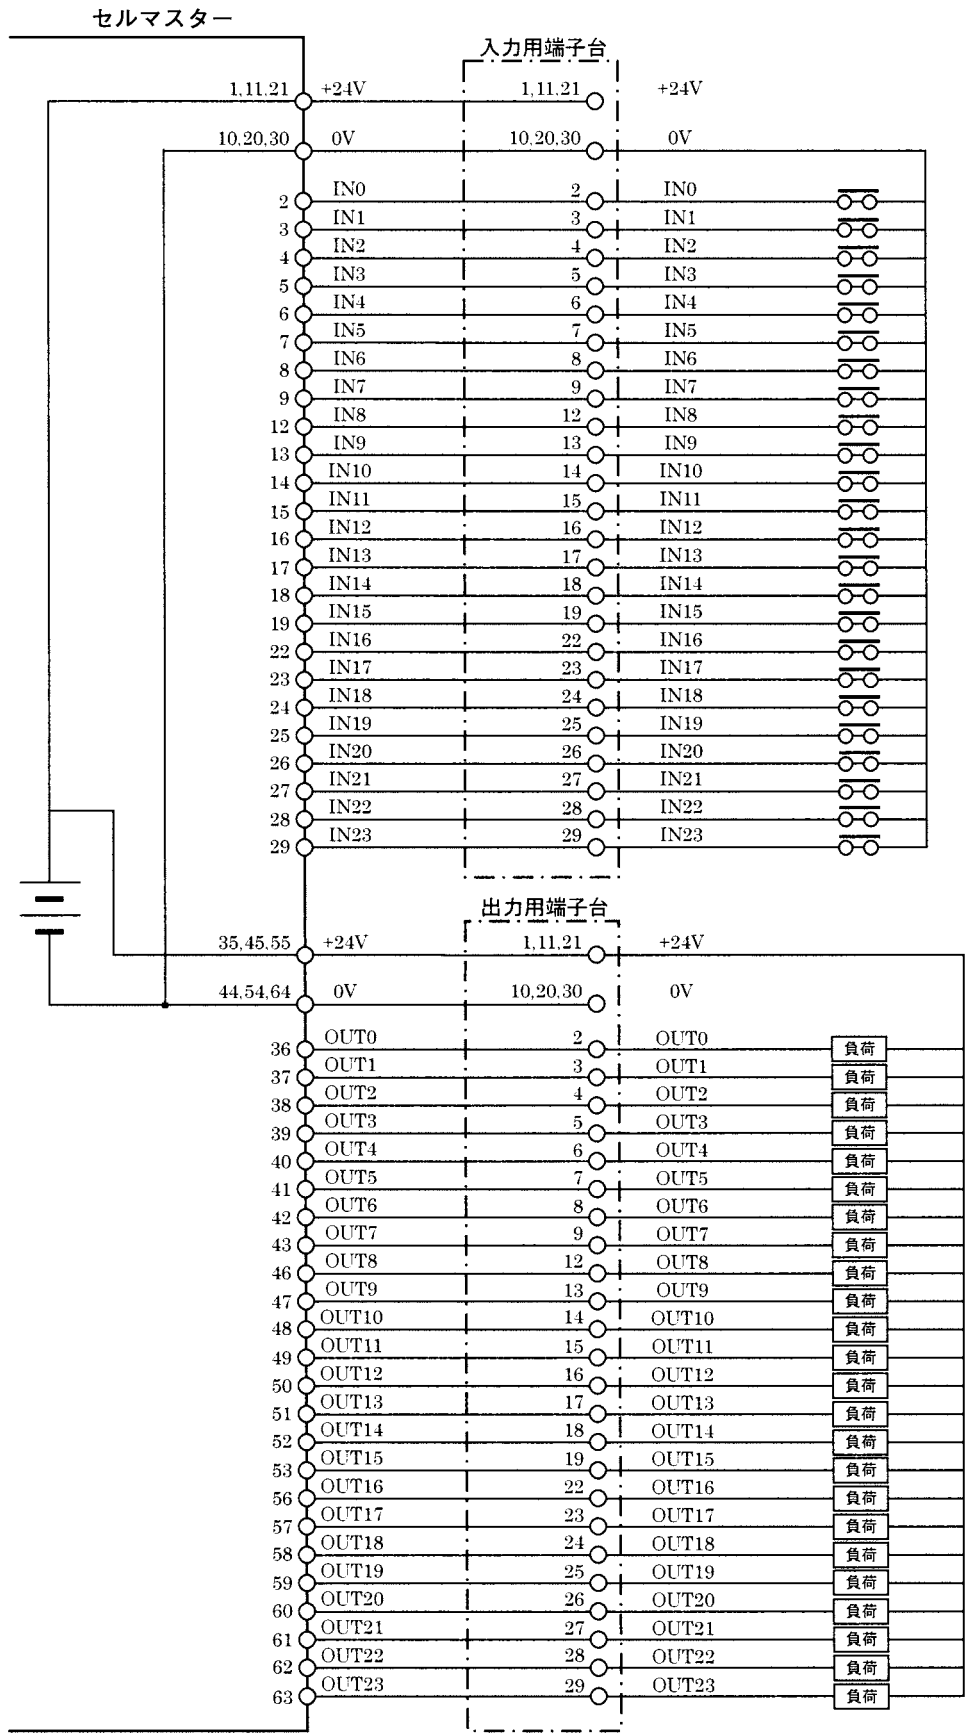 セルマスター
入力用端子台
1,11,21 +24V 1,11,21 +24V
10,20,30 0V 10,20,30 0V
2 IN0 2 IN0
3 IN1 3 IN1
4 IN2 4 IN2
5 IN3 5 IN3
6 IN4 6 IN4
7 IN5 7 IN5
8 IN6 8 IN6
9 IN7 9 IN7
12 IN8 12 IN8
13 IN9 13 IN9
14 IN10 14 IN10
15 IN11 15 IN11
16 IN12 16 IN12
17 IN13 17 IN13
18 IN14 18 IN14
19 IN15 19 IN15
22 IN16 22 IN16
23 IN17 23 IN17
24 IN18 24 IN18
25 IN19 25 IN19
26 IN20 26 IN20
27 IN21 27 IN21
28 IN22 28 IN22
29 IN23 29 IN23
出力用端子台
35,45,55 +24V 1,11,21 +24V
44,54,64 0V 10,20,30 0V
36 OUT0 2 OUT0 負荷
37 OUT1 3 OUT1 負荷
38 OUT2 4 OUT2 負荷
39 OUT3 5 OUT3 負荷
40 OUT4 6 OUT4 負荷
41 OUT5 7 OUT5 負荷
42 OUT6 8 OUT6 負荷
43 OUT7 9 OUT7 負荷
46 OUT8 12 OUT8 負荷
47 OUT9 13 OUT9 負荷
48 OUT10 14 OUT10 負荷
49 OUT11 15 OUT11 負荷
50 OUT12 16 OUT12 負荷
51 OUT13 17 OUT13 負荷
52 OUT14 18 OUT14 負荷
53 OUT15 19 OUT15 負荷
56 OUT16 22 OUT16 負荷
57 OUT17 23 OUT17 負荷
58 OUT18 24 OUT18 負荷
59 OUT19 25 OUT19 負荷
60 OUT20 26 OUT20 負荷
61 OUT21 27 OUT21 負荷
62 OUT22 28 OUT22 負荷
63 OUT23 29 OUT23 負荷